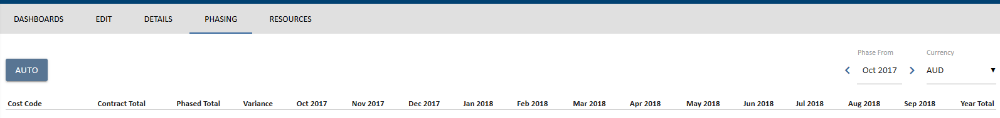 DASHBOARDS EDIT DETAILS PHASING RESOURCES
Phase From Currency
AUTO Oct 2017 AUD
Cost Code Contract Total Phased Total Variance Oct 2017 Nov 2017 Dec 2017 Jan 2018 Feb 2018 Mar 2018 Apr 2018 May 2018 Jun 2018 Jul 2018 Aug 2018 Sep 2018 Year Total